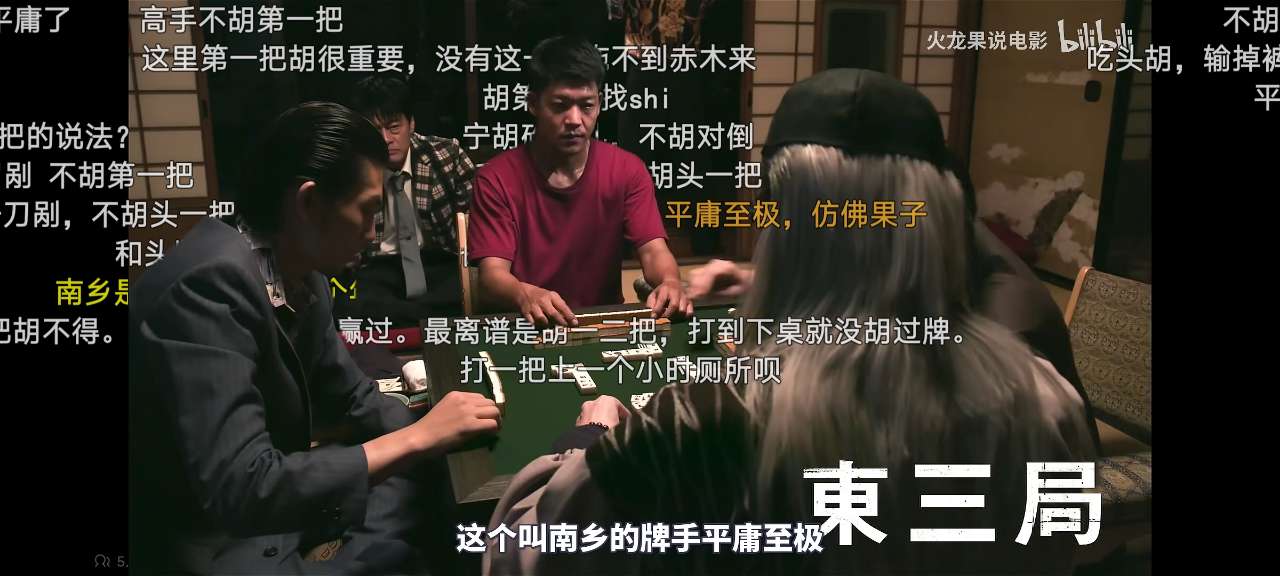 平庸了
高手不胡第一把
不胡
火龙果说电影 bilibili
这里第一把胡很重要，没有这一
不到赤木来
吃头胡，输掉裤
胡第
找shi
平
把的说法？
宁胡
不胡对倒
剐 不胡第一把
胡头一把
刀剐，不胡头一把
平庸至极，仿佛果子
和头
南乡是
把胡不得。
赢过。最离谱是胡一二把，打到下桌就没胡过牌。
打一把上一个小时厕所呗
東三局
这个叫南乡的牌手平庸至极
5.